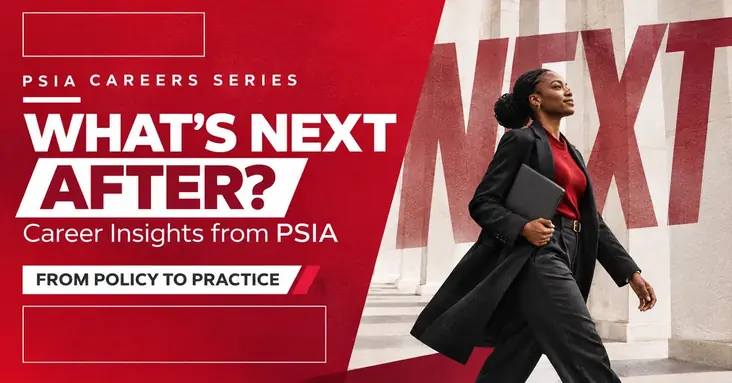 PSIA CAREERS SERIES
WHAT'S NEXT
AFTER?
Career Insights from PSIA
FROM POLICY TO PRACTICE
NEXT